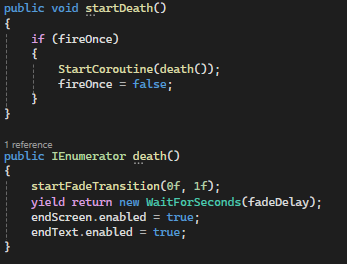 public void startDeath()
{
if (fireOnce)
{
StartCoroutine(death());
fireOnce = false;
}
}
1 reference
public IEnumerator death()
{
startFadeTransition(0f, 1f);
yield return new WaitForSeconds(fadeDelay);
endScreen.enabled = true;
endText.enabled = true;
}